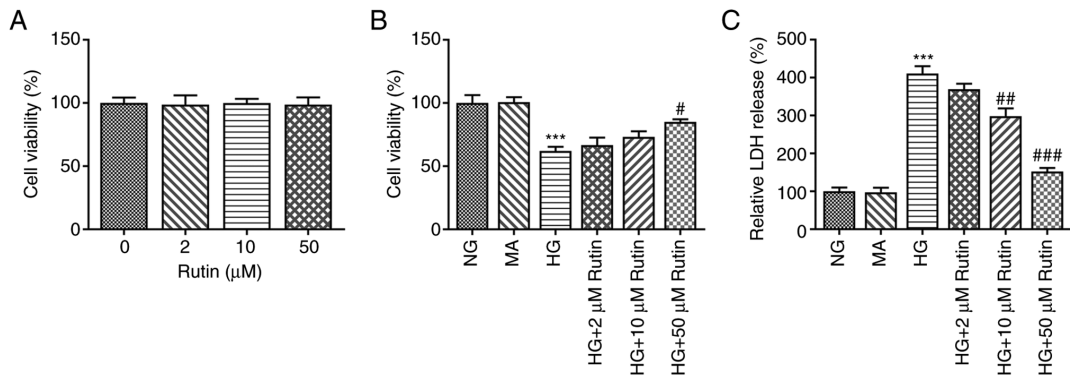 A
Cell viability (%)
150
100
50
0
0 2 10 50
Rutin (μM)
B
Cell viability (%)
150
100
50
0
***
#
NG
MA
HG
HG+2 μM Rutin
HG+10 μM Rutin
HG+50 μM Rutin
C
Relative LDH release (%)
500
400
300
200
100
0
***
##
###
NG
MA
HG
HG+2 μM Rutin
HG+10 μM Rutin
HG+50 μM Rutin